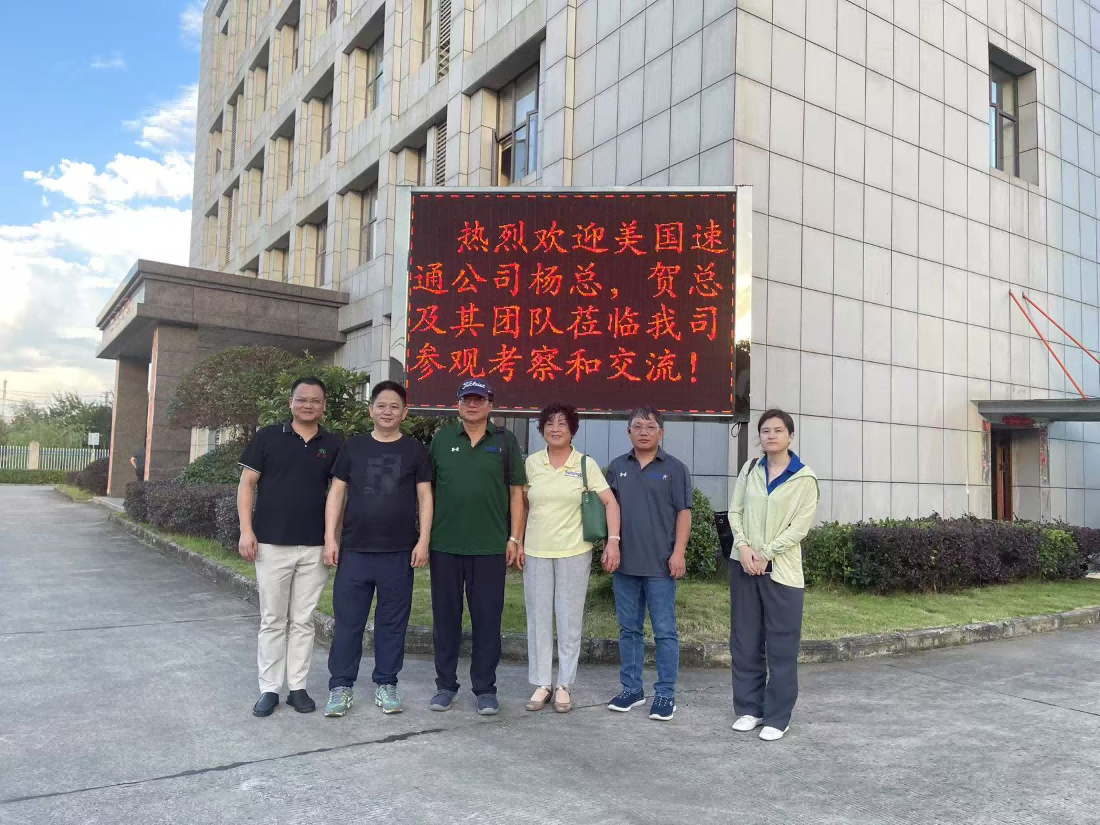 热烈欢迎美国速
通公司杨总，贺总
及其团队莅临我司
参观考察和交流！